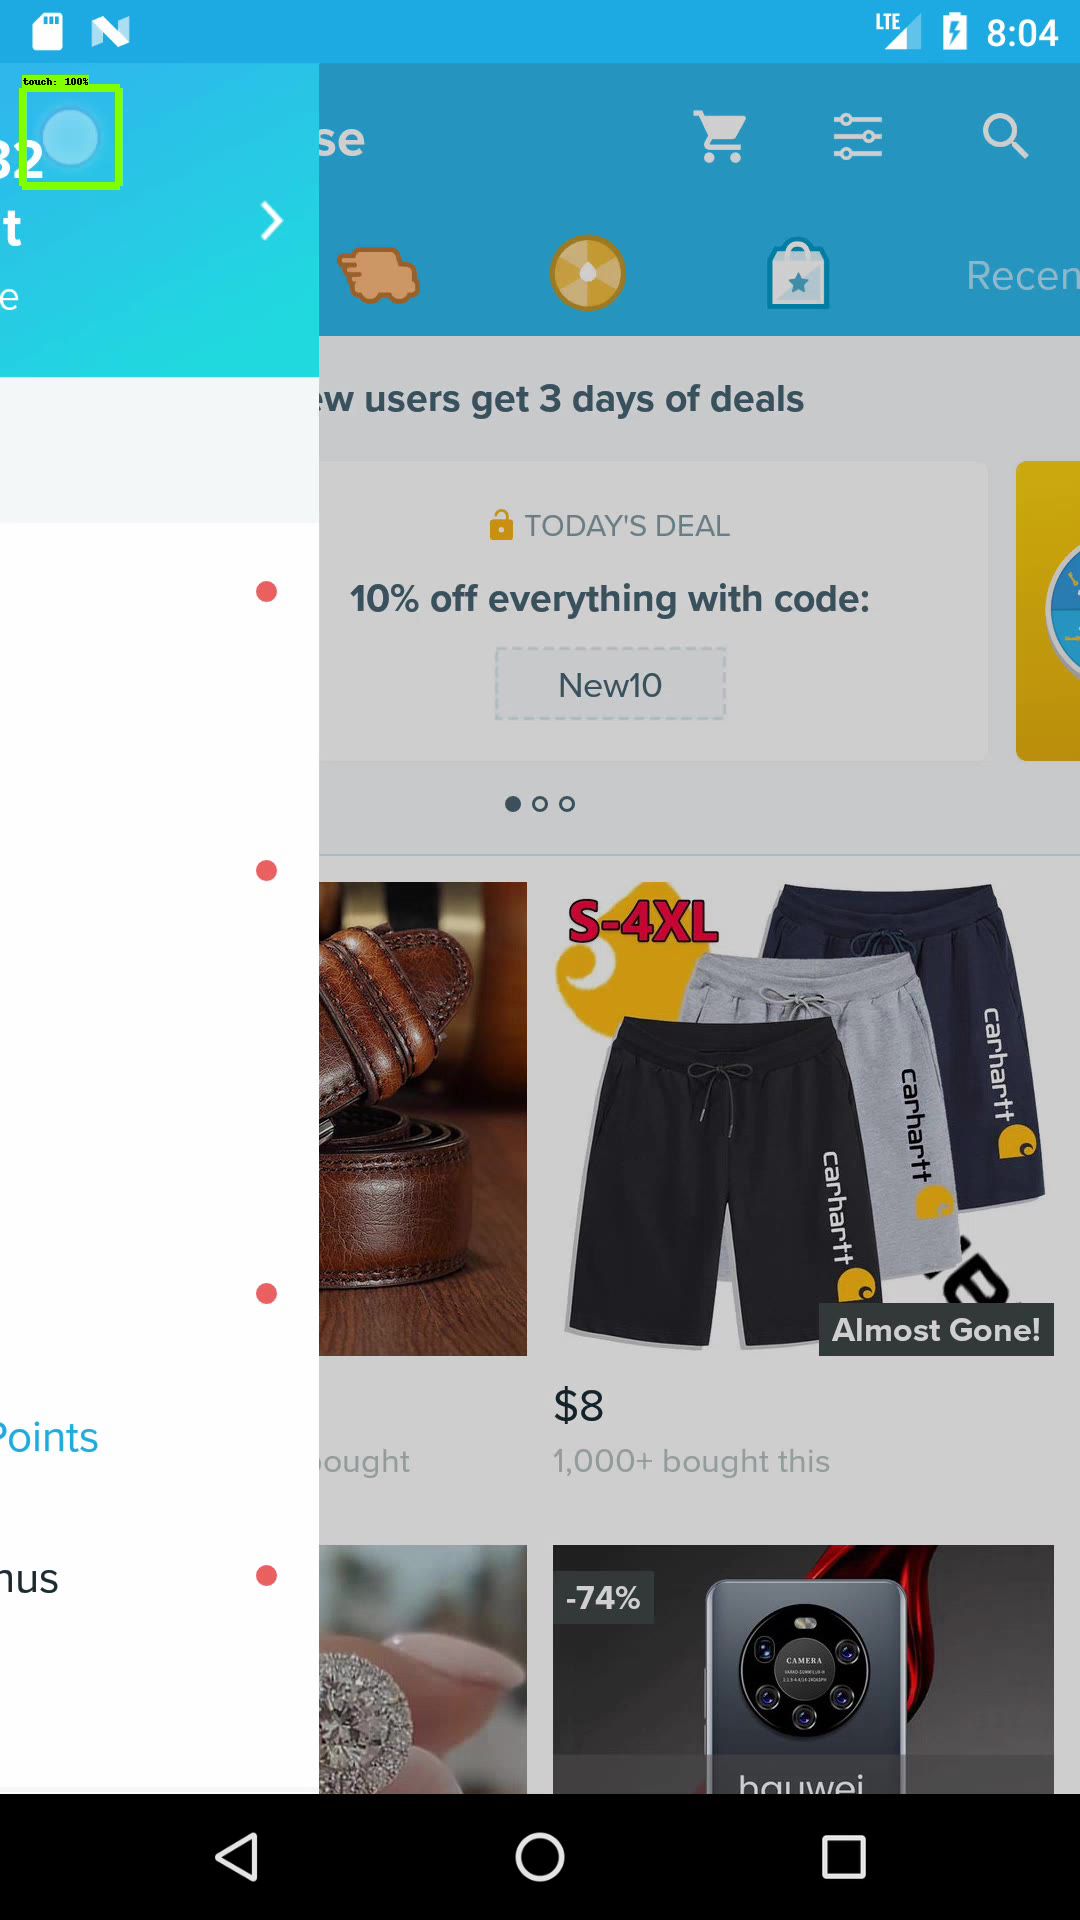 LTE 8:04
touch: 100%
32
t
e
se
Recen
ew users get 3 days of deals
TODAY'S DEAL
10% off everything with code:
New10
S-4XL
carhartt
carhartt
carhartt
Almost Gone!
$8
Points
bought
1,000+ bought this
nus
-74%
CAMERA
hauwei